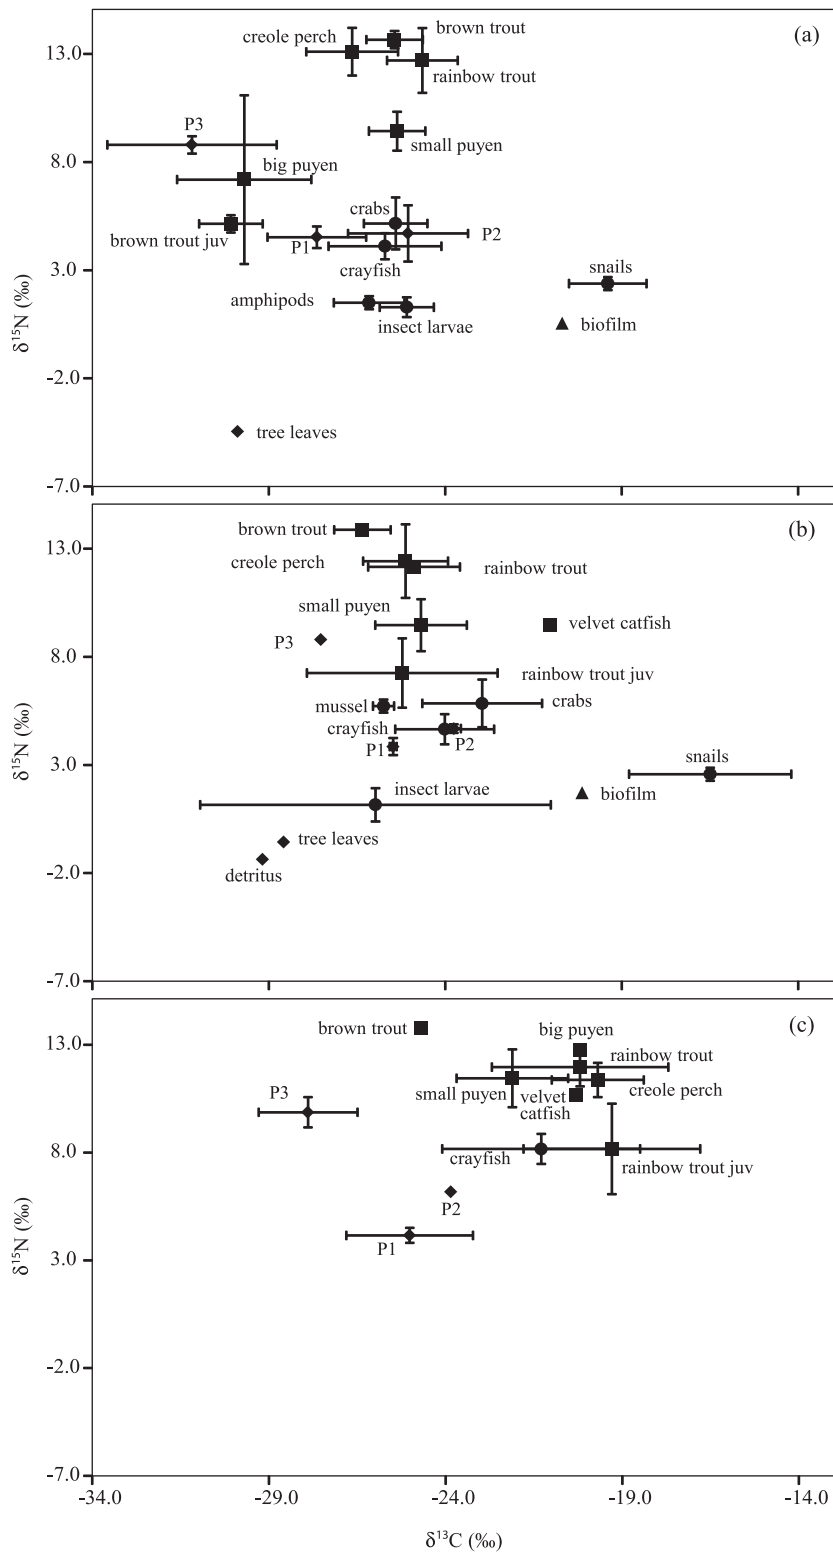 (a)
brown trout
creole perch
13.0
rainbow trout
P3
small puyen
8.0
big puyen
crabs
brown trout juv
P1
P2
crayfish
3.0
snails
amphipods
insect larvae
biofilm
δ15N (‰)
-2.0
tree leaves
-7.0
(b)
brown trout
13.0
creole perch
rainbow trout
small puyen
velvet catfish
P3
8.0
rainbow trout juv
mussel
crabs
crayfish
P1
P2
δ15N (‰)
3.0
snails
insect larvae
biofilm
tree leaves
-2.0
detritus
-7.0
(c)
brown trout
big puyen
13.0
rainbow trout
creole perch
small puyen
velvet
catfish
P3
8.0
crayfish
rainbow trout juv
P2
P1
δ15N (‰)
3.0
-2.0
-7.0
-34.0 -29.0 -24.0 -19.0 -14.0
δ13C (‰)